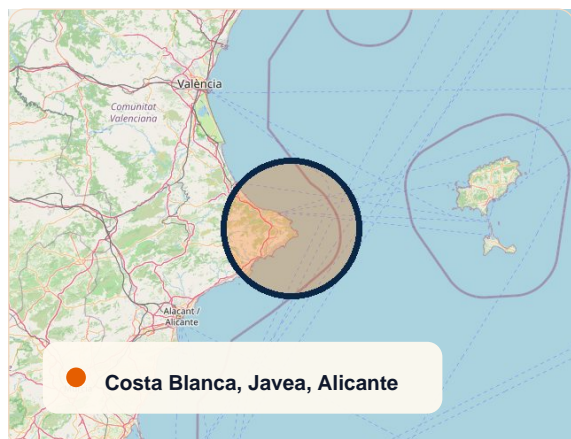 València
Comunitat
Valenciana
Alacant /
Alicante
Costa Blanca, Javea, Alicante